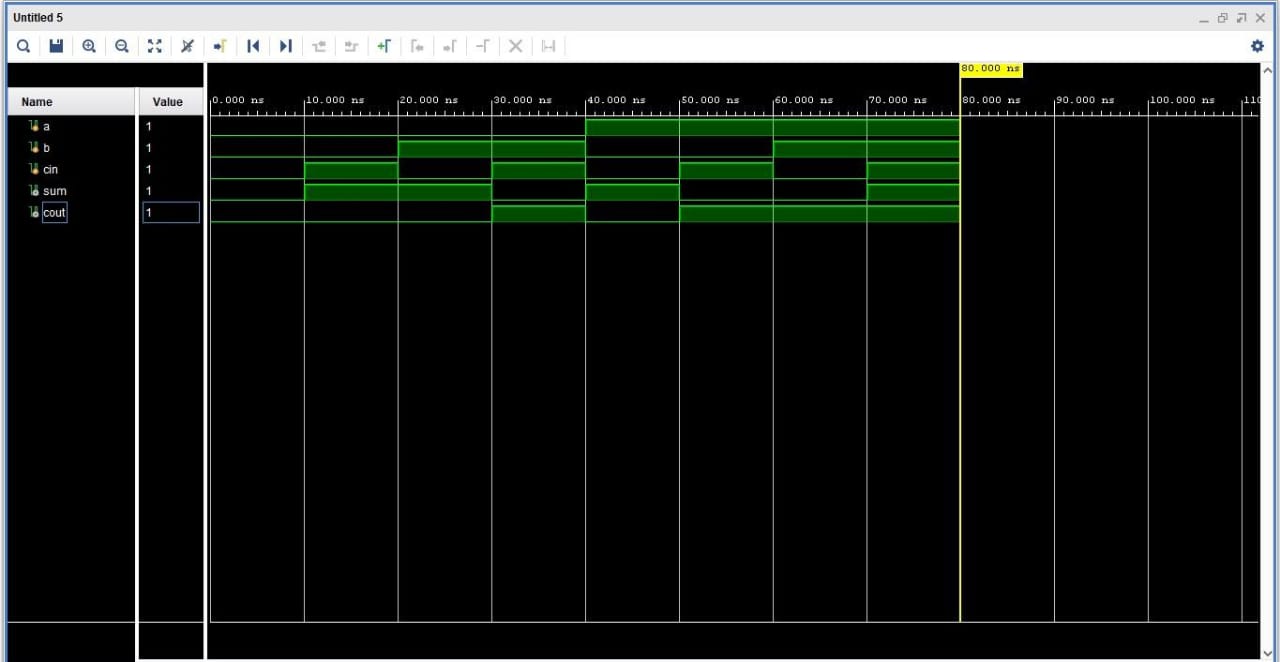 Untitled 5
80.000 ns
Name Value 0.000 ns 10.000 ns 20.000 ns 30.000 ns 40.000 ns 50.000 ns 60.000 ns 70.000 ns 80.000 ns 90.000 ns 100.000 ns 110
a 1
b 1
cin 1
sum 1
cout 1